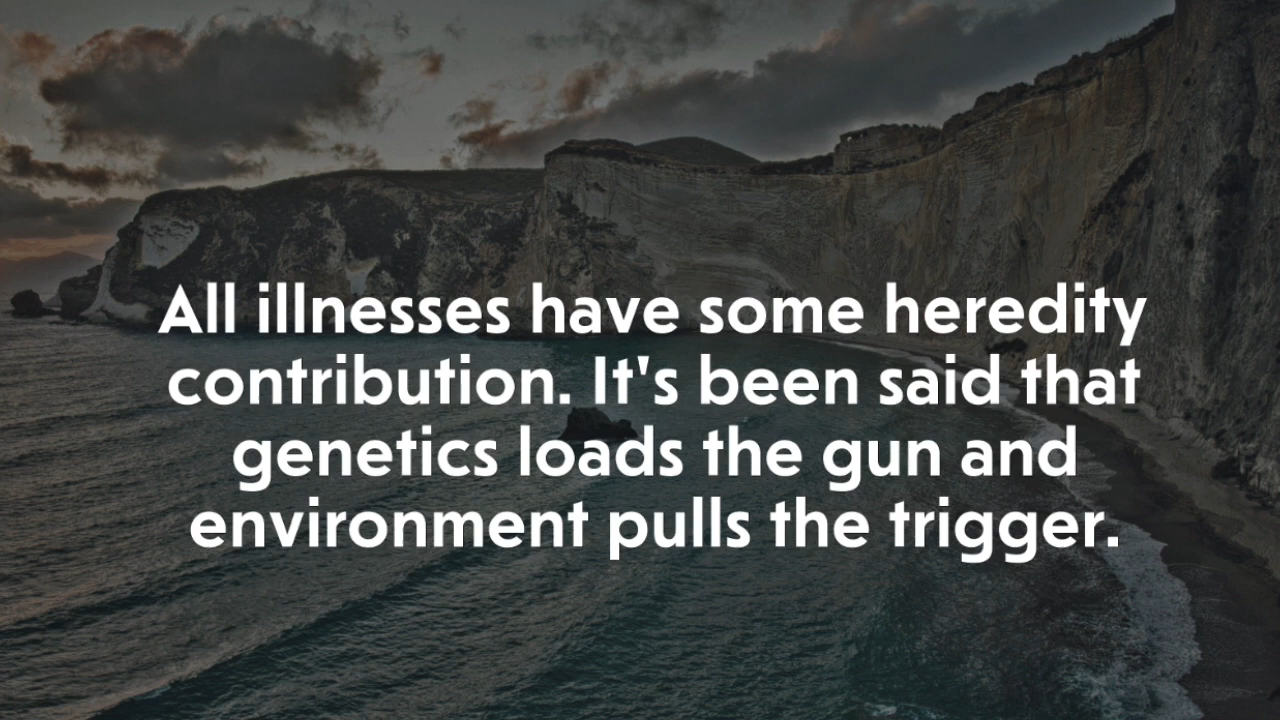 All illnesses have some heredity
contribution. It's been said that
genetics loads the gun and
environment pulls the trigger.